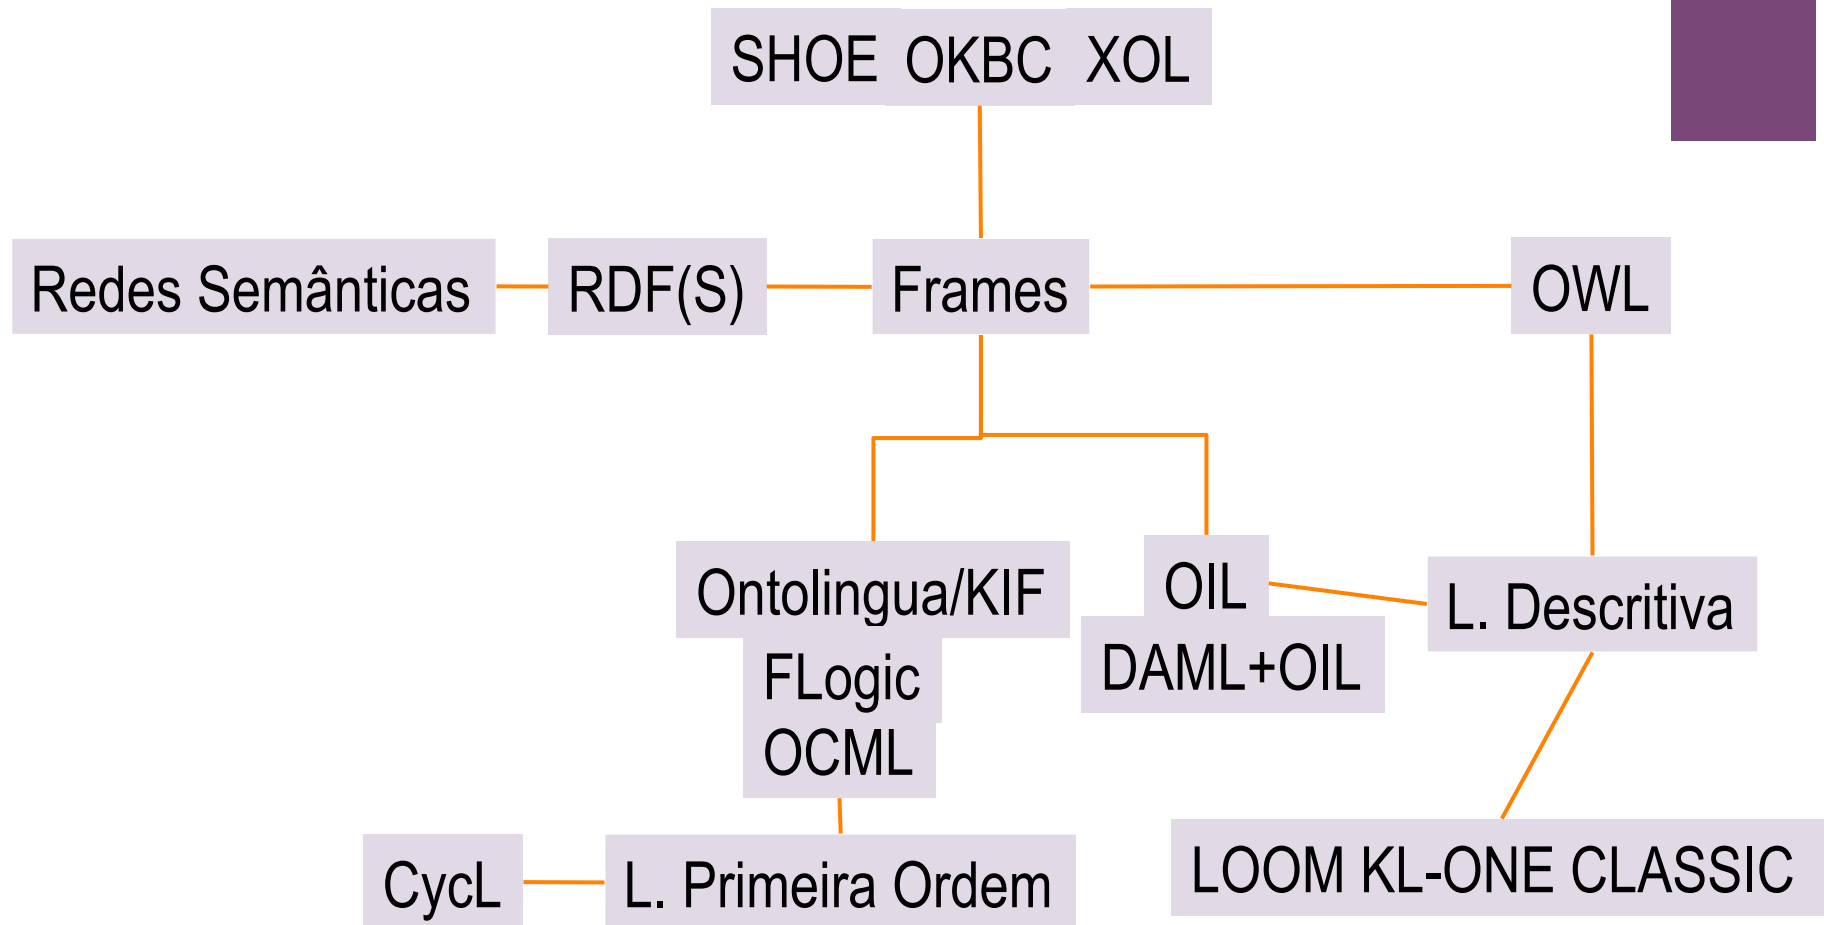 SHOE OKBC XOL
Redes Semânticas RDF(S) Frames OWL
Ontolingua/KIF OIL L. Descritiva
FLogic DAML+OIL
OCML
CycL L. Primeira Ordem LOOM KL-ONE CLASSIC